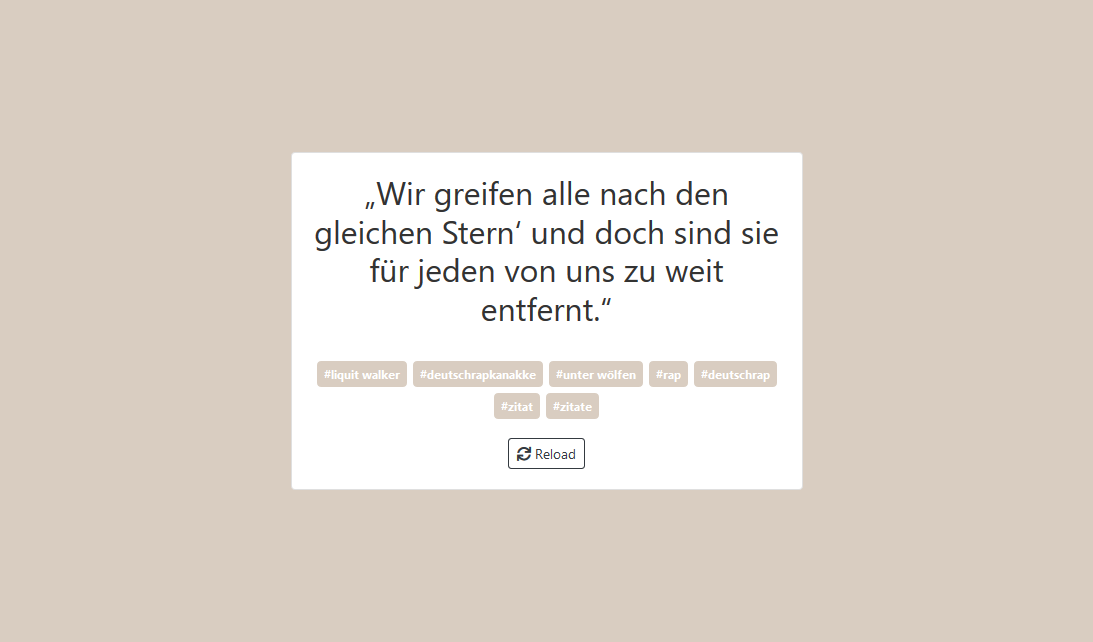 „Wir greifen alle nach den
gleichen Stern‘ und doch sind sie
für jeden von uns zu weit
entfernt.“
#liquit walker #deutschrapkanakke #unter wölfen #rap #deutschrap
#zitat #zitate
Reload